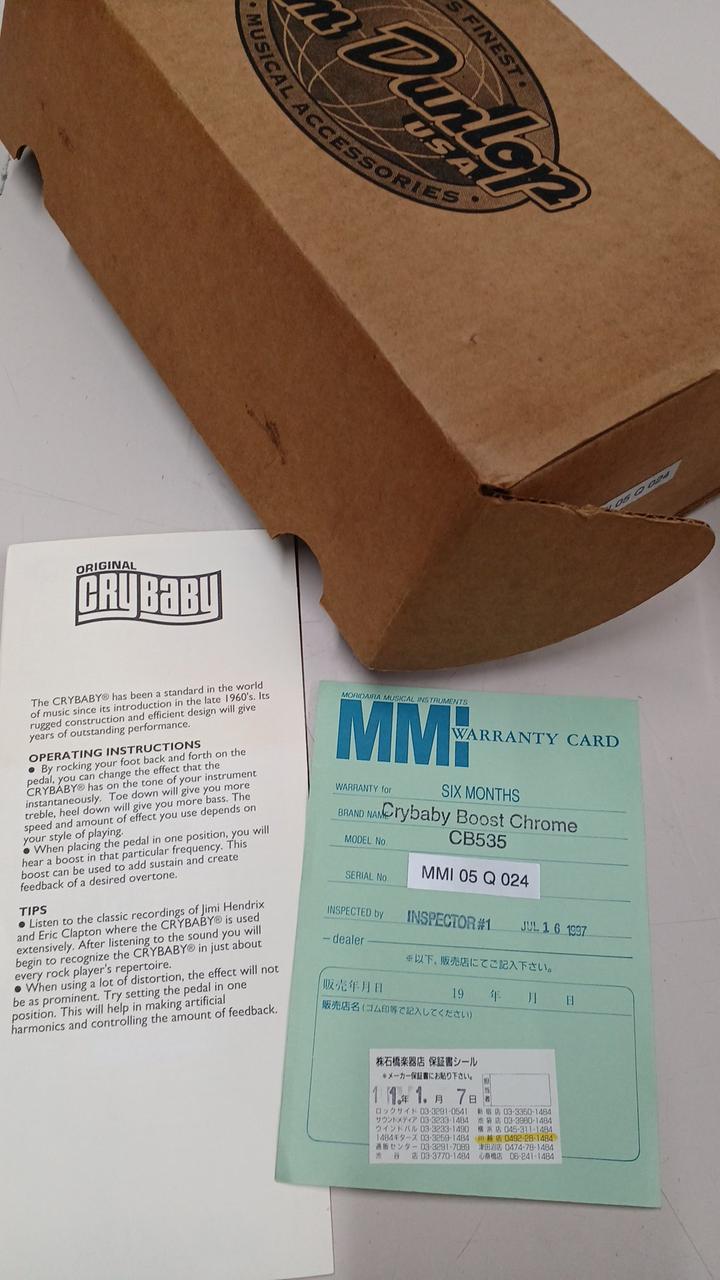 'S FINEST •
m Dunlop
USA
• MUSICAL ACCESSORIES •
05 Q 024
ORIGINAL
CRYBABY
The CRYBABY® has been a standard in the world
of music since its introduction in the late 1960's. Its
rugged construction and efficient design will give
years of outstanding performance.
OPERATING INSTRUCTIONS
● By rocking your foot back and forth on the
pedal, you can change the effect that the
CRYBABY® has on the tone of your instrument
instantaneously. Toe down will give you more
treble, heel down will give you more bass. The
speed and amount of effect you use depends on
your style of playing.
● When placing the pedal in one position, you will
hear a boost in that particular frequency. This
boost can be used to add sustain and create
feedback of a desired overtone.
TIPS
● Listen to the classic recordings of Jimi Hendrix
and Eric Clapton where the CRYBABY® is used
extensively. After listening to the sound you will
begin to recognize the CRYBABY® in just about
every rock player's repertoire.
● When using a lot of distortion, the effect will not
be as prominent. Try setting the pedal in one
position. This will help in making artificial
harmonics and controlling the amount of feedback.
MORIDAIRA MUSICAL INSTRUMENTS
MMi WARRANTY CARD
WARRANTY for SIX MONTHS
BRAND NAME Crybaby Boost Chrome
MODEL No. CB535
SERIAL No. MMI 05 Q 024
INSPECTED by INSPECTOR#1 JUL 16 1997
dealer
※以下、販売店にてご記入下さい。
販売年月日 19 年 月 日
販売店名(ゴム印等で記入してください)
㈱石橋楽器店 保証書シール
※メーカー保証書にお貼り下さい。
年 1. 月 7日 担当者
ロックサイド 03-3291-0541 新宿店 03-3350-1484
サウンドメディア 03-3233-1484 池袋店 03-3980-1484
ウインドパル 03-3233-1490 横浜店 045-311-1484
1484ギターズ 03-3259-1484 川越店 0492-28-1484
通販センター 03-3291-7089 津田沼店 0474-78-1484
渋谷店 03-3770-1484 心斎橋店 06-241-1484